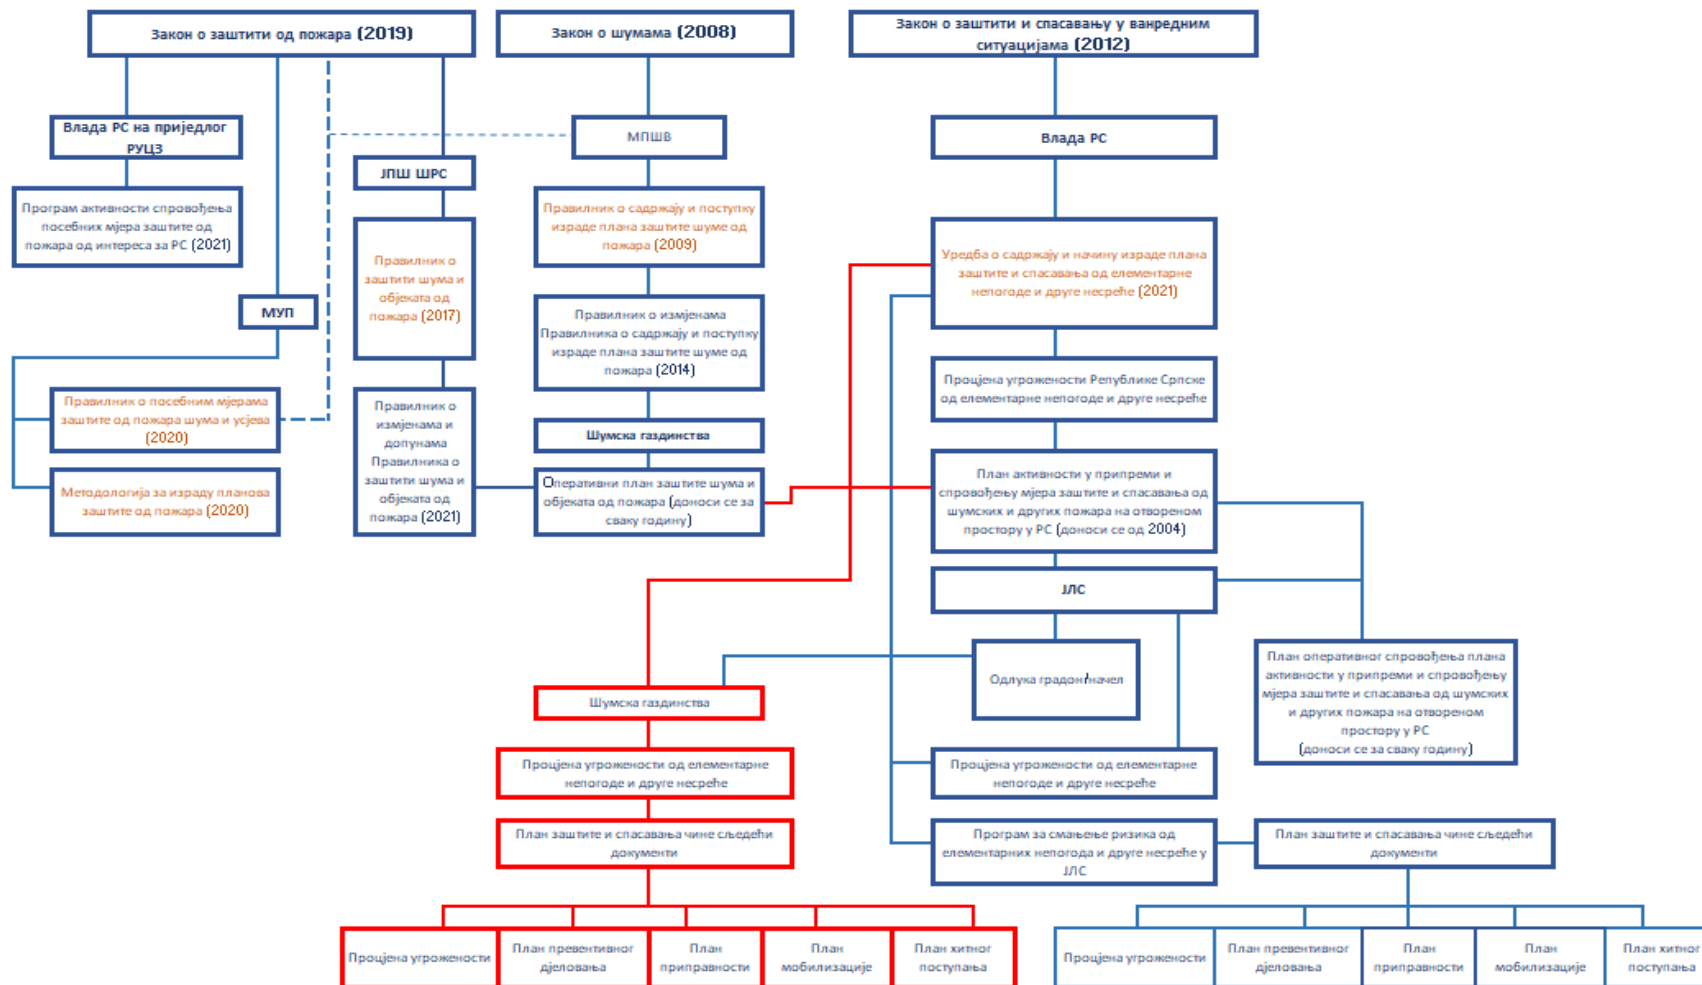 Закон о заштити од пожара (2019)
Закон о шумама (2008)
Закон о заштити и спасавању у ванредним
ситуацијама (2012)
Влада РС на приједлог
РУЦЗ
МПШВ
Влада РС
ЈПШ ШРС
Програм активности спровођења
посебних мјера заштите од
пожара од интереса за РС (2021)
Правилник о садржају и поступку
израде плана заштите шуме од
пожара (2009)
Правилник о
заштити шума и
објеката од
пожара (2017)
Уредба о садржају и начину израде плана
заштите и спасавања од елементарне
непогоде и друге несреће (2021)
МУП
Правилник о измјенама
Правилника о садржају и поступку
израде плана заштите шуме од
пожара (2014)
Процјена угрожености Републике Српске
од елементарне непогоде и друге несреће
Правилник о посебним мјерама
заштите од пожара шума и усјева
(2020)
Правилник о
измјенама и
допунама
Правилника о
заштити шума и
објеката од
пожара (2021)
Шумска газдинства
Методологија за израду планова
заштите од пожара (2020)
Оперативни план заштите шума и
објеката од пожара (доноси се за
сваку годину)
План активности у припреми и
спровођењу мјера заштите и спасавања од
шумских и других пожара на отвореном
простору у РС (доноси се од 2004)
ЈЛС
Одлука градон/начел
План оперативног спровођења плана
активности у припреми и спровођењу
мјера заштите и спасавања од шумских
и других пожара на отвореном
простору у РС
(доноси се за сваку годину)
Шумска газдинства
Процјена угрожености од елементарне
непогоде и друге несреће
Процјена угрожености од елементарне
непогоде и друге несреће
План заштите и спасавања чине сљедећи
документи
Програм за смањење ризика од
елементарних непогода и друге несреће у
ЈЛС
План заштите и спасавања чине сљедећи
документи
Процјена угрожености
План превентивног
дјеловања
План
приправности
План
мобилизације
План хитног
поступања
Процјена угрожености
План превентивног
дјеловања
План
приправности
План
мобилизације
План хитног
поступања